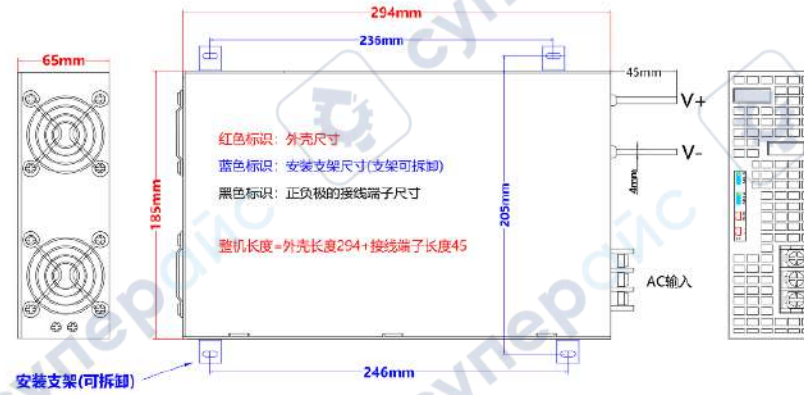 294mm
236mm
65mm
45mm
V+
红色标识：外壳尺寸
蓝色标识：安装支架尺寸(支架可拆卸)
V-
黑色标识：正负极的接线端子尺寸
4mm
185mm
205mm
整机长度=外壳长度294+接线端子长度45
AC输入
246mm
安装支架(可拆卸)
суперайс